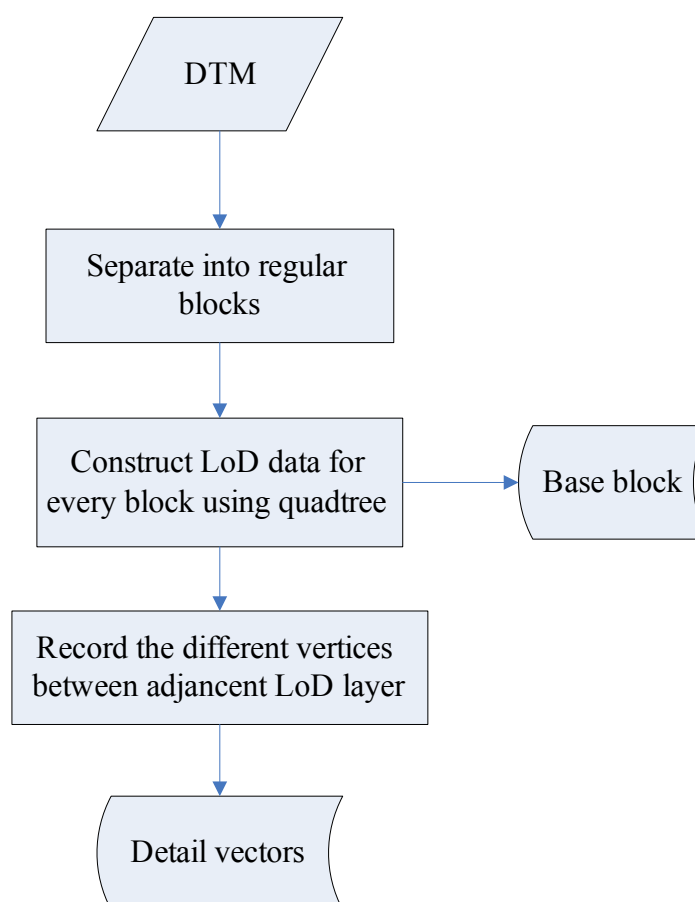 DTM
Separate into regular
blocks
Construct LoD data for
every block using quadtree
Base block
Record the different vertices
between adjancent LoD layer
Detail vectors